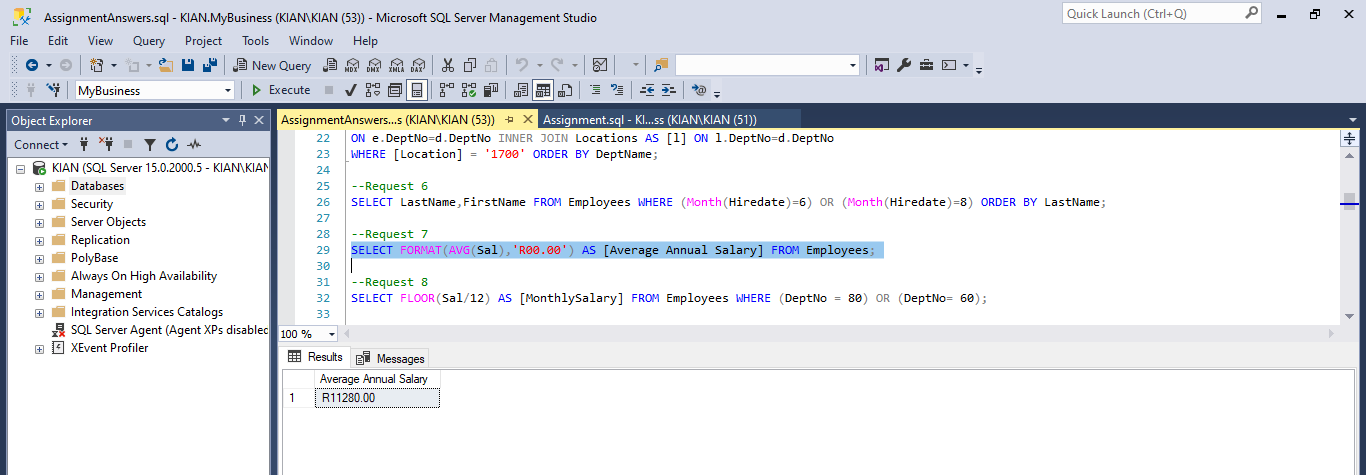 AssignmentAnswers.sql - KIAN.MyBusiness (KIAN\KIAN (53)) - Microsoft SQL Server Management Studio
Quick Launch (Ctrl+Q)
File Edit View Query Project Tools Window Help
New Query MDX DMX XMLA DAX
MyBusiness Execute
Object Explorer
AssignmentAnswers...s (KIAN\KIAN (53)) Assignment.sql - KI...ss (KIAN\KIAN (51))
Connect
KIAN (SQL Server 15.0.2000.5 - KIAN\KIAN
Databases
Security
Server Objects
Replication
PolyBase
Always On High Availability
Management
Integration Services Catalogs
SQL Server Agent (Agent XPs disabled
XEvent Profiler
22 ON e.DeptNo=d.DeptNo INNER JOIN Locations AS [l] ON l.DeptNo=d.DeptNo
23 WHERE [Location] = '1700' ORDER BY DeptName;
24
25 --Request 6
26 SELECT LastName,FirstName FROM Employees WHERE (Month(Hiredate)=6) OR (Month(Hiredate)=8) ORDER BY LastName;
27
28 --Request 7
29 SELECT FORMAT(AVG(Sal),'R00.00') AS [Average Annual Salary] FROM Employees;
30
31 --Request 8
32 SELECT FLOOR(Sal/12) AS [MonthlySalary] FROM Employees WHERE (DeptNo = 80) OR (DeptNo= 60);
33
100 %
Results Messages
Average Annual Salary
1 R11280.00